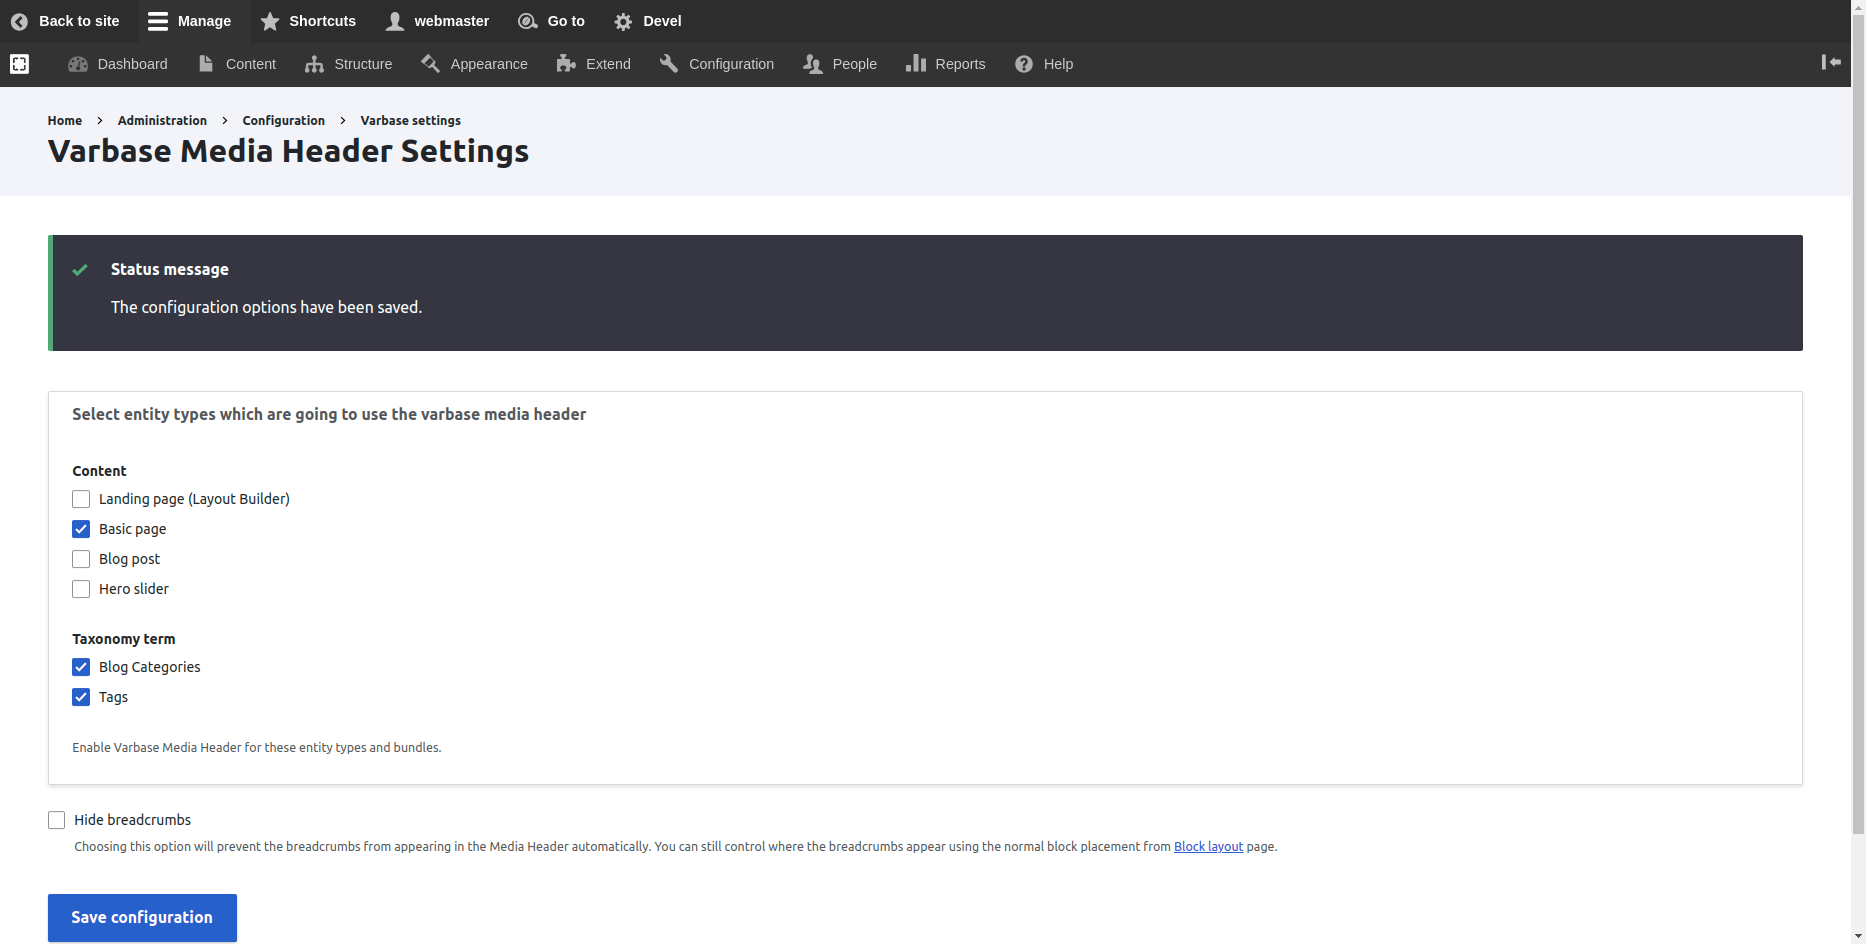 Back to site Manage Shortcuts webmaster Go to Devel
Dashboard Content Structure Appearance Extend Configuration People Reports Help
Home > Administration > Configuration > Varbase settings
Varbase Media Header Settings
Status message
The configuration options have been saved.
Select entity types which are going to use the varbase media header
Content
Landing page (Layout Builder)
Basic page
Blog post
Hero slider
Taxonomy term
Blog Categories
Tags
Enable Varbase Media Header for these entity types and bundles.
Hide breadcrumbs
Choosing this option will prevent the breadcrumbs from appearing in the Media Header automatically. You can still control where the breadcrumbs appear using the normal block placement from Block layout page.
Save configuration